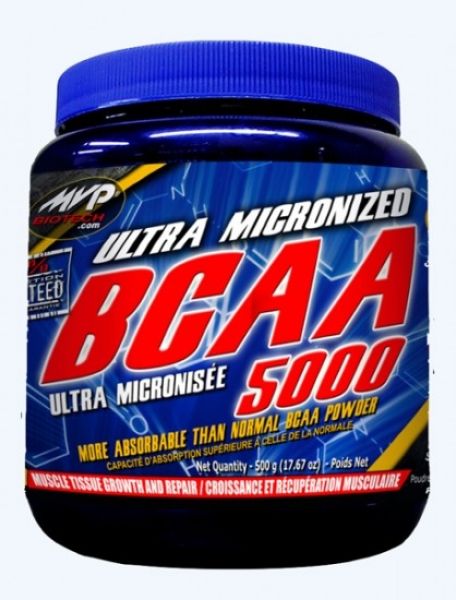 MVP
BIOTECH
.com
ULTRA MICRONIZED
BCAA
5000
ULTRA MICRONISÉE
MORE ABSORBABLE THAN NORMAL BCAA POWDER
CAPACITÉ D'ABSORPTION SUPÉRIEURE À CELLE DE LA NORMALE
Net Quantity - 500 g (17.67 oz) - Poids Net
MUSCLE TISSUE GROWTH AND REPAIR / CROISSANCE ET RÉCUPÉRATION MUSCULAIRE